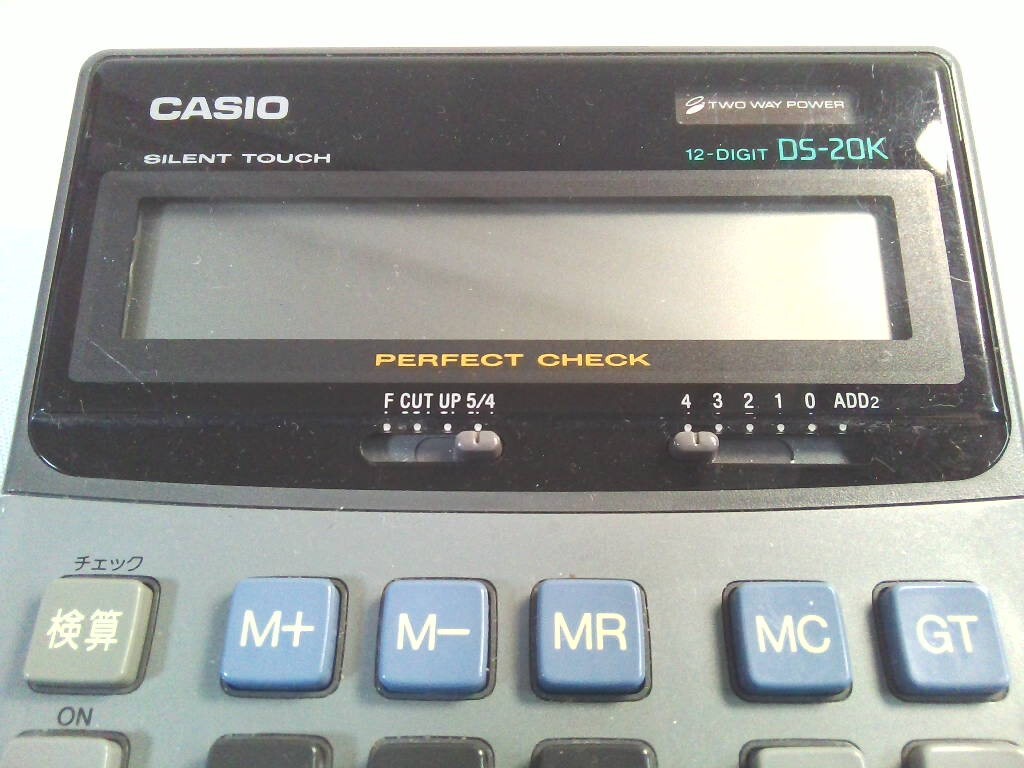 CASIO
TWO WAY POWER
SILENT TOUCH
12-DIGIT DS-20K
PERFECT CHECK
F CUT UP 5/4
4 3 2 1 0 ADD2
チェック
検算 M+ M− MR MC GT
ON